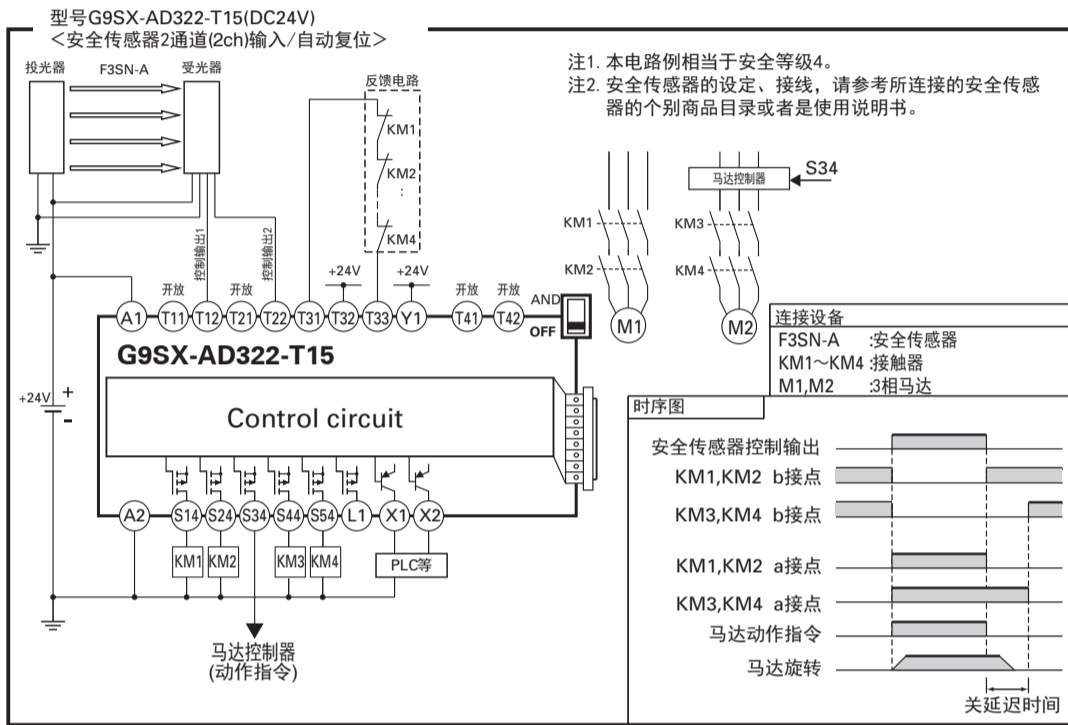 型号G9SX-AD322-T15(DC24V)
<安全传感器2通道(2ch)输入/自动复位>
投光器 F3SN-A 受光器
反馈电路
KM1
KM2
:
KM4
控制输出1
控制输出2
注1. 本电路例相当于安全等级4。
注2. 安全传感器的设定、接线，请参考所连接的安全传感
器的个别商品目录或者是使用说明书。
马达控制器 S34
KM1 KM3
KM2 KM4
M1 M2
+24V +24V
开放 开放 开放 开放
A1 T11 T12 T21 T22 T31 T32 T33 Y1 T41 T42
AND
OFF
G9SX-AD322-T15
Control circuit
+24V + -
A2 S14 S24 S34 S44 S54 L1 X1 X2
KM1 KM2 KM3 KM4 PLC等
马达控制器
(动作指令)
连接设备
F3SN-A :安全传感器
KM1～KM4 :接触器
M1,M2 :3相马达
时序图
安全传感器控制输出
KM1,KM2 b接点
KM3,KM4 b接点
KM1,KM2 a接点
KM3,KM4 a接点
马达动作指令
马达旋转
关延迟时间